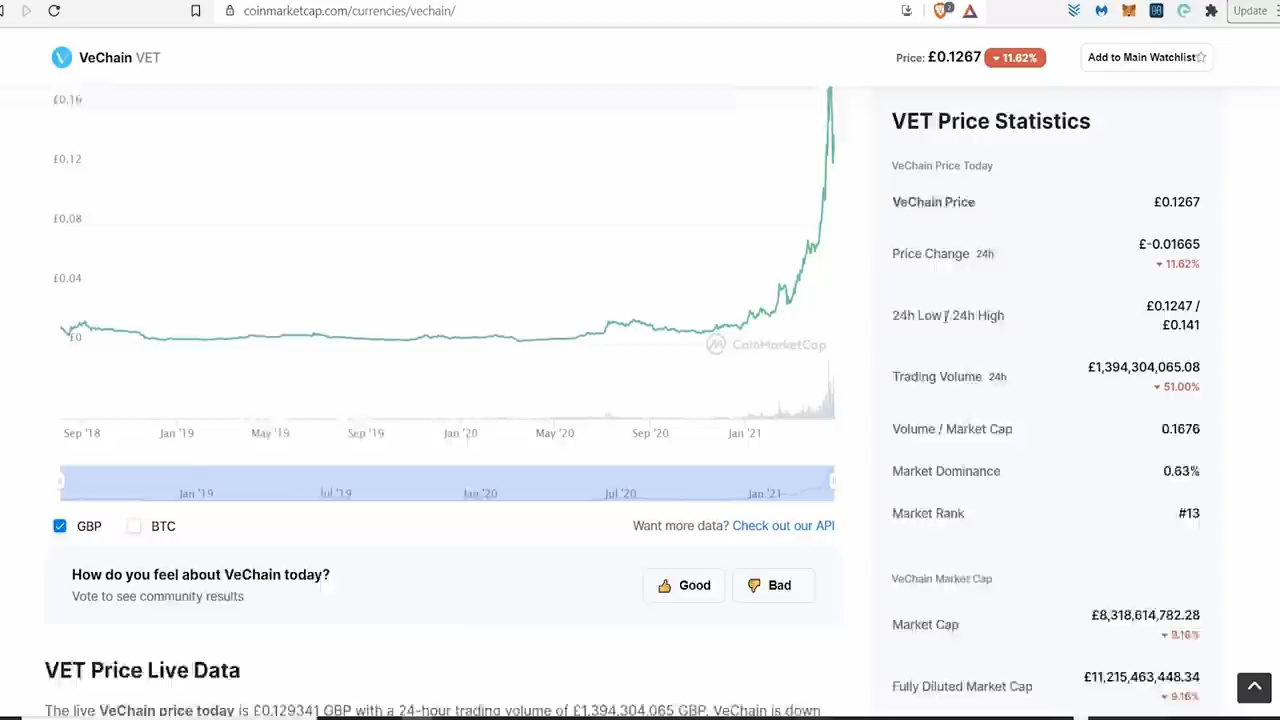 coinmarketcap.com/currencies/vechain/
Update
VeChain VET
Price: £0.1267 11.62%
Add to Main Watchlist
£0.16
£0.12
£0.08
£0.04
£0
CoinMarketCap
Sep '18 Jan '19 May '19 Sep '19 Jan '20 May '20 Sep '20 Jan '21
Jan '19 Jul '19 Jan '20 Jul '20 Jan '21
GBP BTC
Want more data? Check out our API
How do you feel about VeChain today?
Vote to see community results
Good Bad
VET Price Live Data
The live VeChain price today is £0.129341 GBP with a 24-hour trading volume of £1,394,304,065 GBP. VeChain is down
VET Price Statistics
VeChain Price Today
VeChain Price £0.1267
Price Change 24h £-0.01665
11.62%
24h Low / 24h High £0.1247 /
£0.141
Trading Volume 24h £1,394,304,065.08
51.00%
Volume / Market Cap 0.1676
Market Dominance 0.63%
Market Rank #13
VeChain Market Cap
Market Cap £8,318,614,782.28
9.16%
Fully Diluted Market Cap £11,215,463,448.34
9.16%